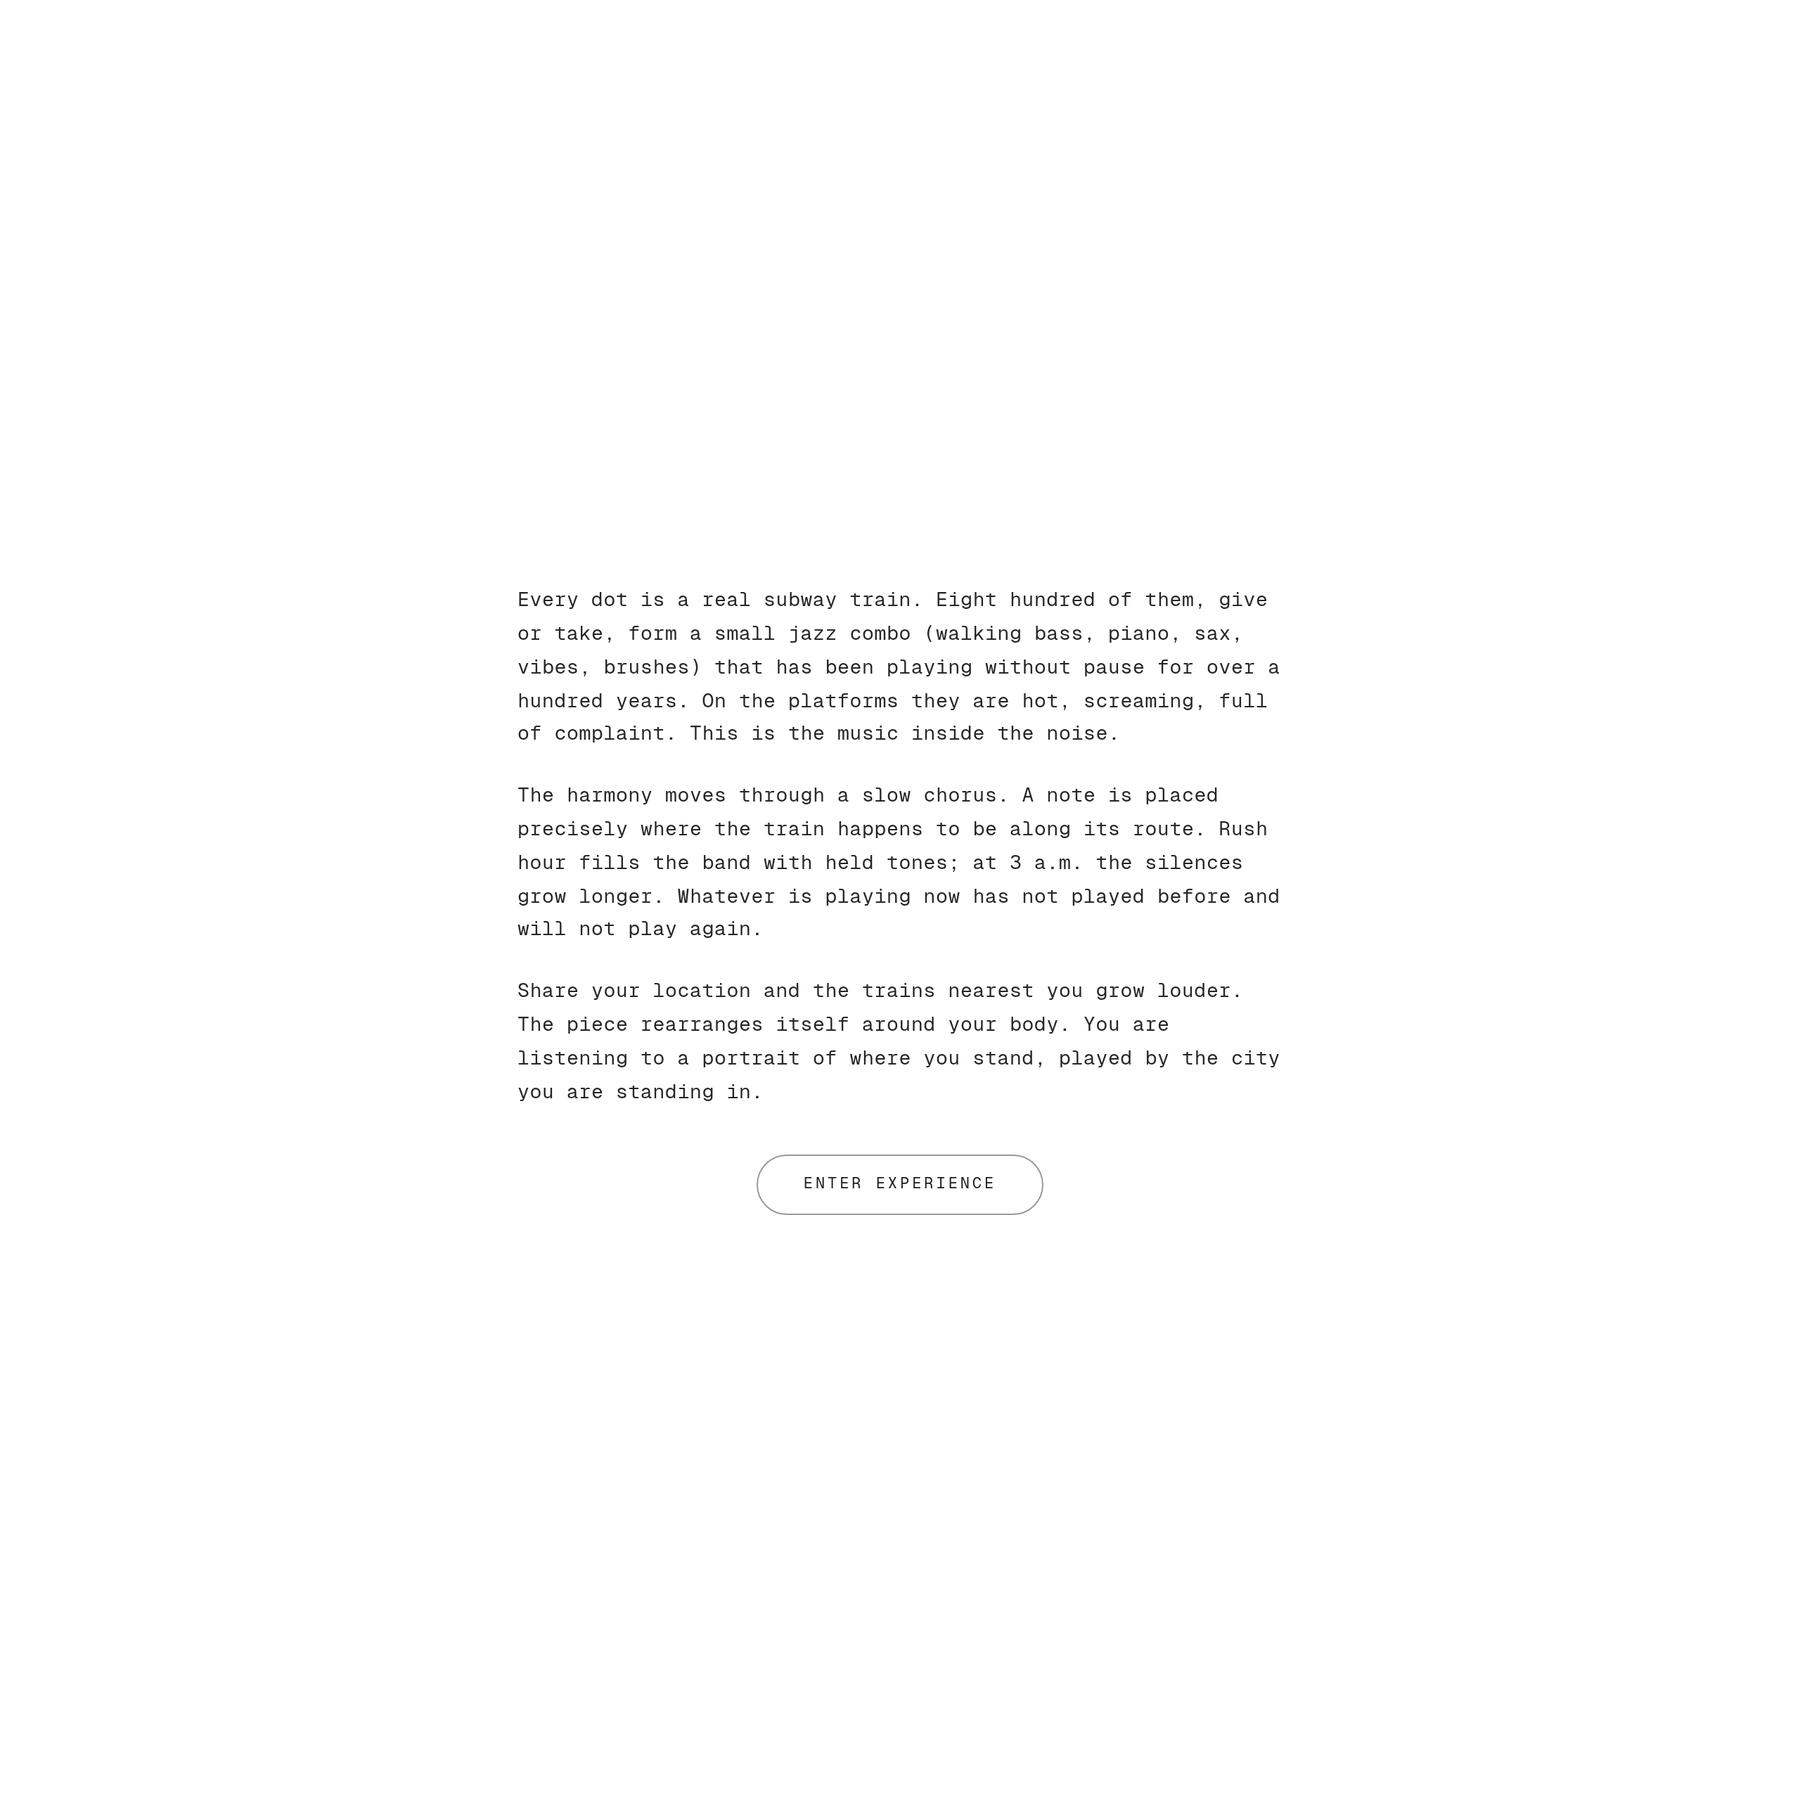 Every dot is a real subway train. Eight hundred of them, give
or take, form a small jazz combo (walking bass, piano, sax,
vibes, brushes) that has been playing without pause for over a
hundred years. On the platforms they are hot, screaming, full
of complaint. This is the music inside the noise.
The harmony moves through a slow chorus. A note is placed
precisely where the train happens to be along its route. Rush
hour fills the band with held tones; at 3 a.m. the silences
grow longer. Whatever is playing now has not played before and
will not play again.
Share your location and the trains nearest you grow louder.
The piece rearranges itself around your body. You are
listening to a portrait of where you stand, played by the city
you are standing in.
ENTER EXPERIENCE